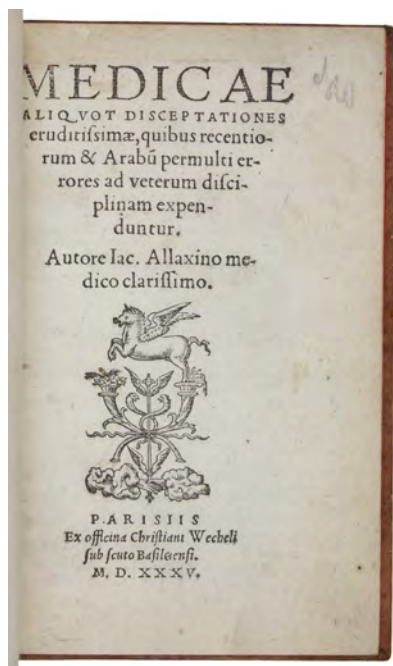 MEDICAE
ALIQVOT DISCEPTATIONES
eruditiſsimæ, quibus recentio-
rum & Arabũ permulti er-
rores ad veterum diſci-
plinam expen-
duntur.
Autore Iac. Allaxino me-
dico clariſſimo.
PARISIIS
Ex officina Chriſtiani Wecheli
ſub ſcuto Baſileienſi.
M. D. XXXV.